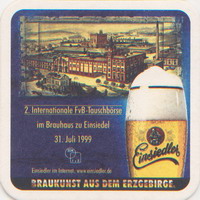 2. Internationale FvB-Tauschbörse
im Brauhaus zu Einsiedel
31. Juli 1999
Einsiedler
Einsiedler im Internet: www.einsiedler.de
BRAUKUNST AUS DEM ERZGEBIRGE.